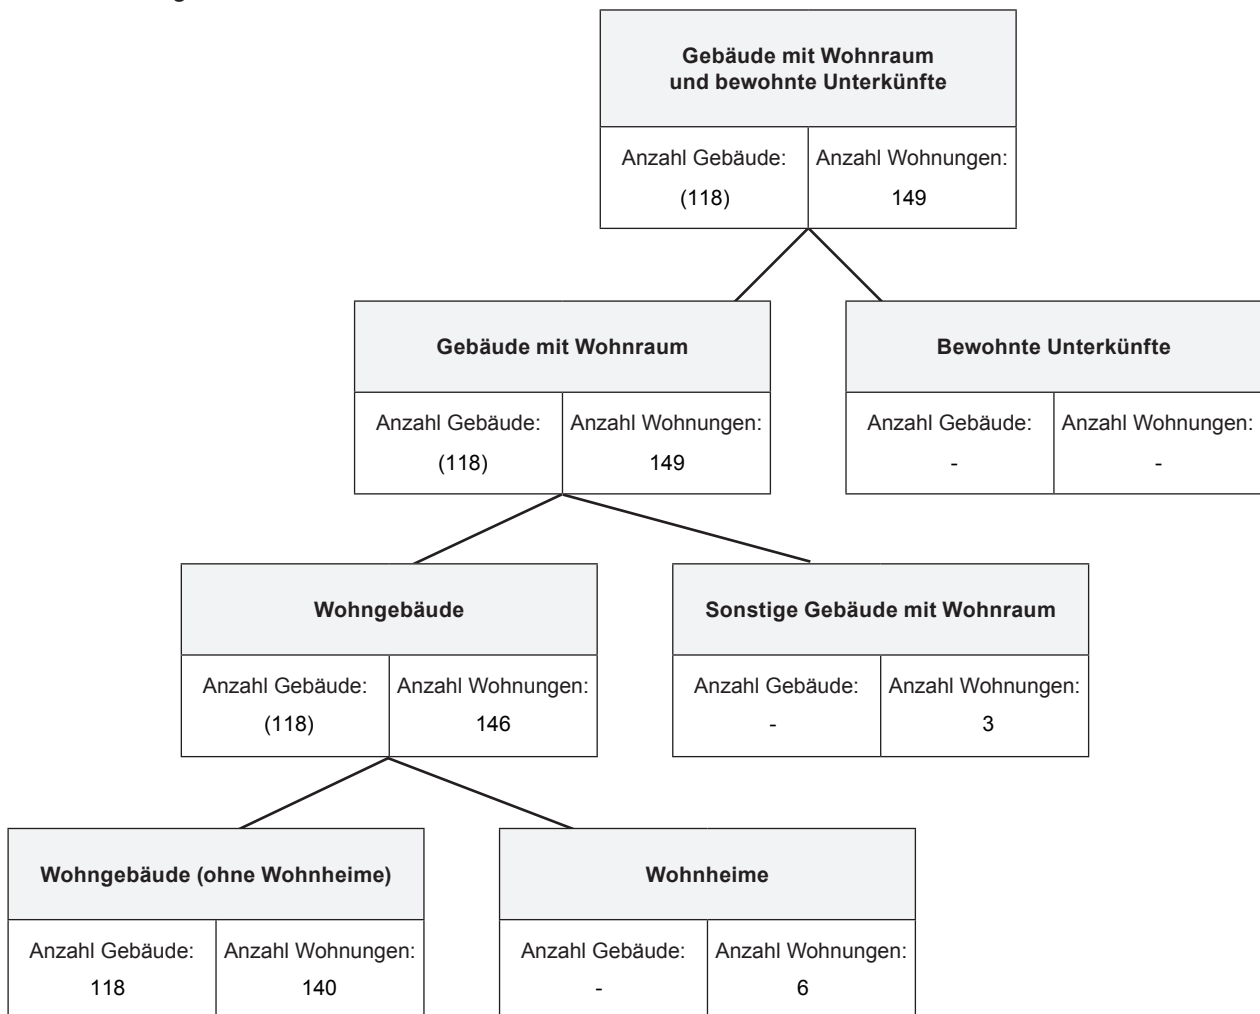 Gebäude mit Wohnraum
und bewohnte Unterkünfte
Anzahl Gebäude: Anzahl Wohnungen:
(118) 149
Gebäude mit Wohnraum
Anzahl Gebäude: Anzahl Wohnungen:
(118) 149
Bewohnte Unterkünfte
Anzahl Gebäude: Anzahl Wohnungen:
- -
Wohngebäude
Anzahl Gebäude: Anzahl Wohnungen:
(118) 146
Sonstige Gebäude mit Wohnraum
Anzahl Gebäude: Anzahl Wohnungen:
- 3
Wohngebäude (ohne Wohnheime)
Anzahl Gebäude: Anzahl Wohnungen:
118 140
Wohnheime
Anzahl Gebäude: Anzahl Wohnungen:
- 6